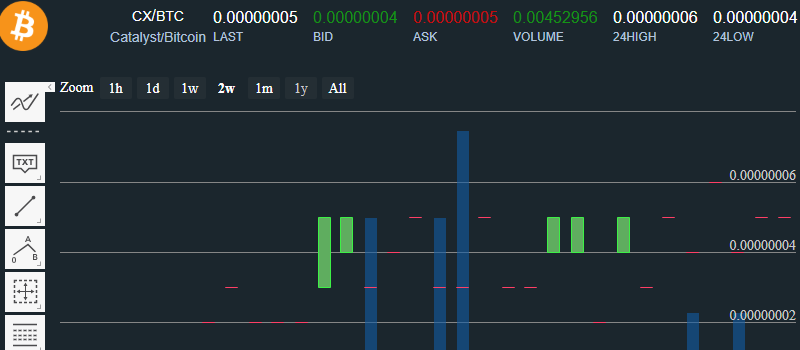 CX/BTC 0.00000005 0.00000004 0.00000005 0.00452956 0.00000006 0.00000004
Catalyst/Bitcoin LAST BID ASK VOLUME 24HIGH 24LOW
Zoom 1h 1d 1w 2w 1m 1y All
TXT
0.00000006
A
0 B
0.00000004
0.00000002